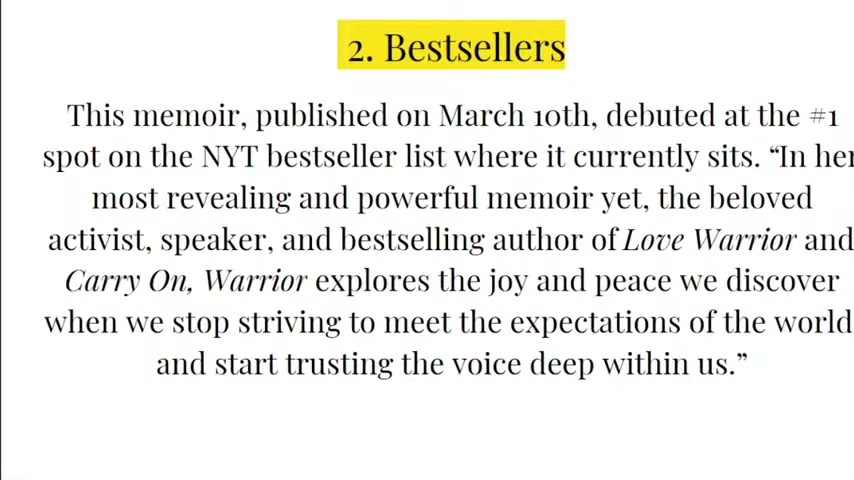 2. Bestsellers
This memoir, published on March 10th, debuted at the #1
spot on the NYT bestseller list where it currently sits. “In her
most revealing and powerful memoir yet, the beloved
activist, speaker, and bestselling author of Love Warrior and
Carry On, Warrior explores the joy and peace we discover
when we stop striving to meet the expectations of the world
and start trusting the voice deep within us.”